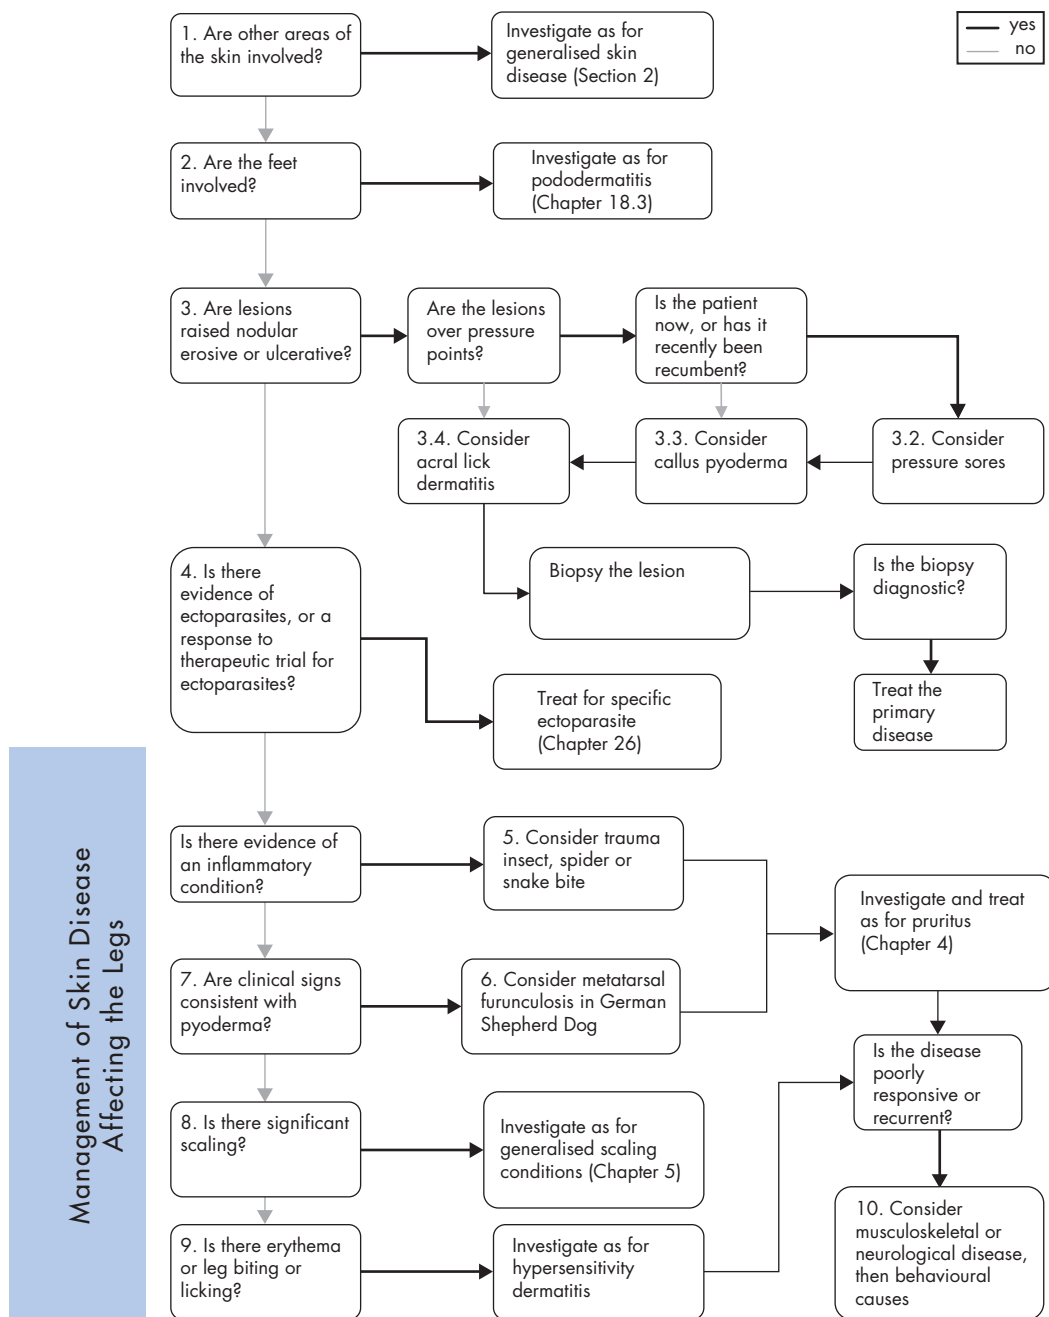 1. Are other areas of
the skin involved?
Investigate as for
generalised skin
disease (Section 2)
yes
no
2. Are the feet
involved?
Investigate as for
pododermatitis
(Chapter 18.3)
3. Are lesions
raised nodular
erosive or ulcerative?
Are the lesions
over pressure
points?
Is the patient
now, or has it
recently been
recumbent?
3.4. Consider
acral lick
dermatitis
3.3. Consider
callus pyoderma
3.2. Consider
pressure sores
4. Is there
evidence of
ectoparasites, or a
response to
therapeutic trial for
ectoparasites?
Biopsy the lesion
Is the biopsy
diagnostic?
Treat for specific
ectoparasite
(Chapter 26)
Treat the
primary
disease
Is there evidence of
an inflammatory
condition?
5. Consider trauma
insect, spider or
snake bite
Investigate and treat
as for pruritus
(Chapter 4)
7. Are clinical signs
consistent with
pyoderma?
6. Consider metatarsal
furunculosis in German
Shepherd Dog
Is the disease
poorly
responsive or
recurrent?
8. Is there significant
scaling?
Investigate as for
generalised scaling
conditions (Chapter 5)
9. Is there erythema
or leg biting or
licking?
Investigate as for
hypersensitivity
dermatitis
10. Consider
musculoskeletal or
neurological disease,
then behavioural
causes
Management of Skin Disease
Affecting the Legs